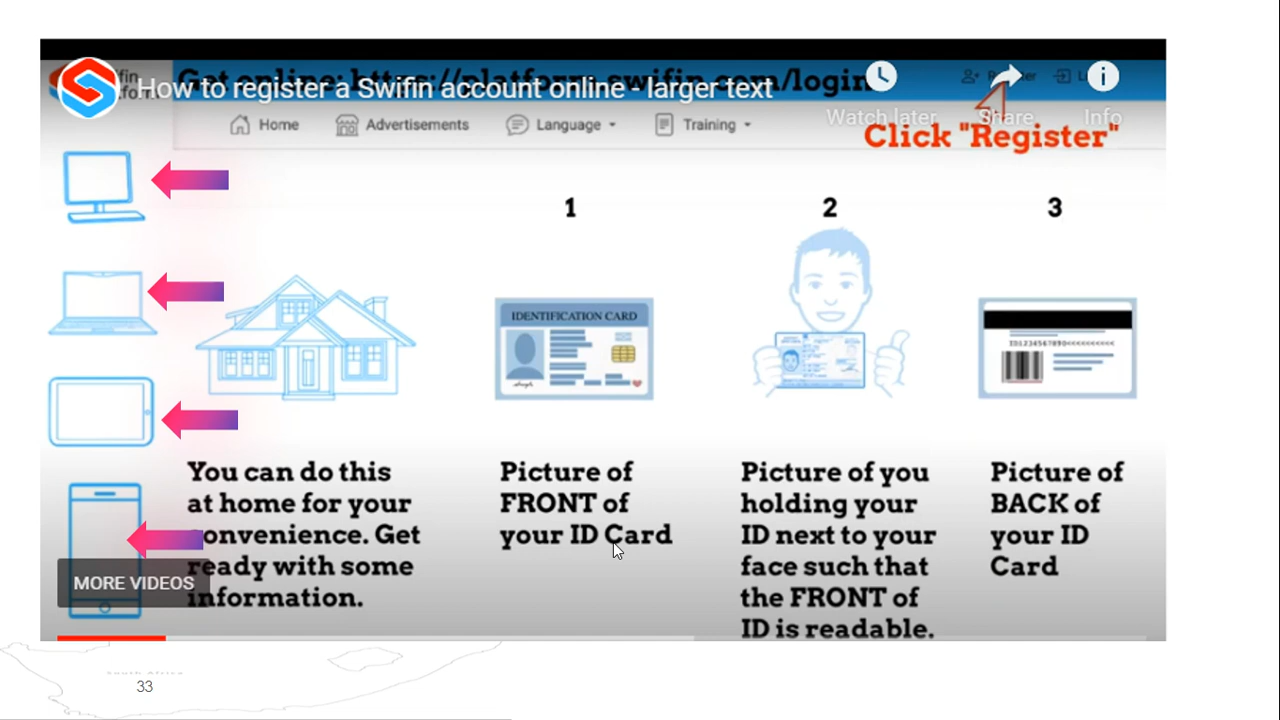 Get online: https://platform.swifin.com/login
How to register a Swifin account online - larger text
Watch later
Share
Info
Home
Advertisements
Language
Training
Click "Register"
1
2
3
IDENTIFICATION CARD
ID1234567890<<<<<<<<<<
You can do this
at home for your
convenience. Get
ready with some
information.
Picture of
FRONT of
your ID Card
Picture of you
holding your
ID next to your
face such that
the FRONT of
ID is readable.
Picture of
BACK of
your ID
Card
MORE VIDEOS
33